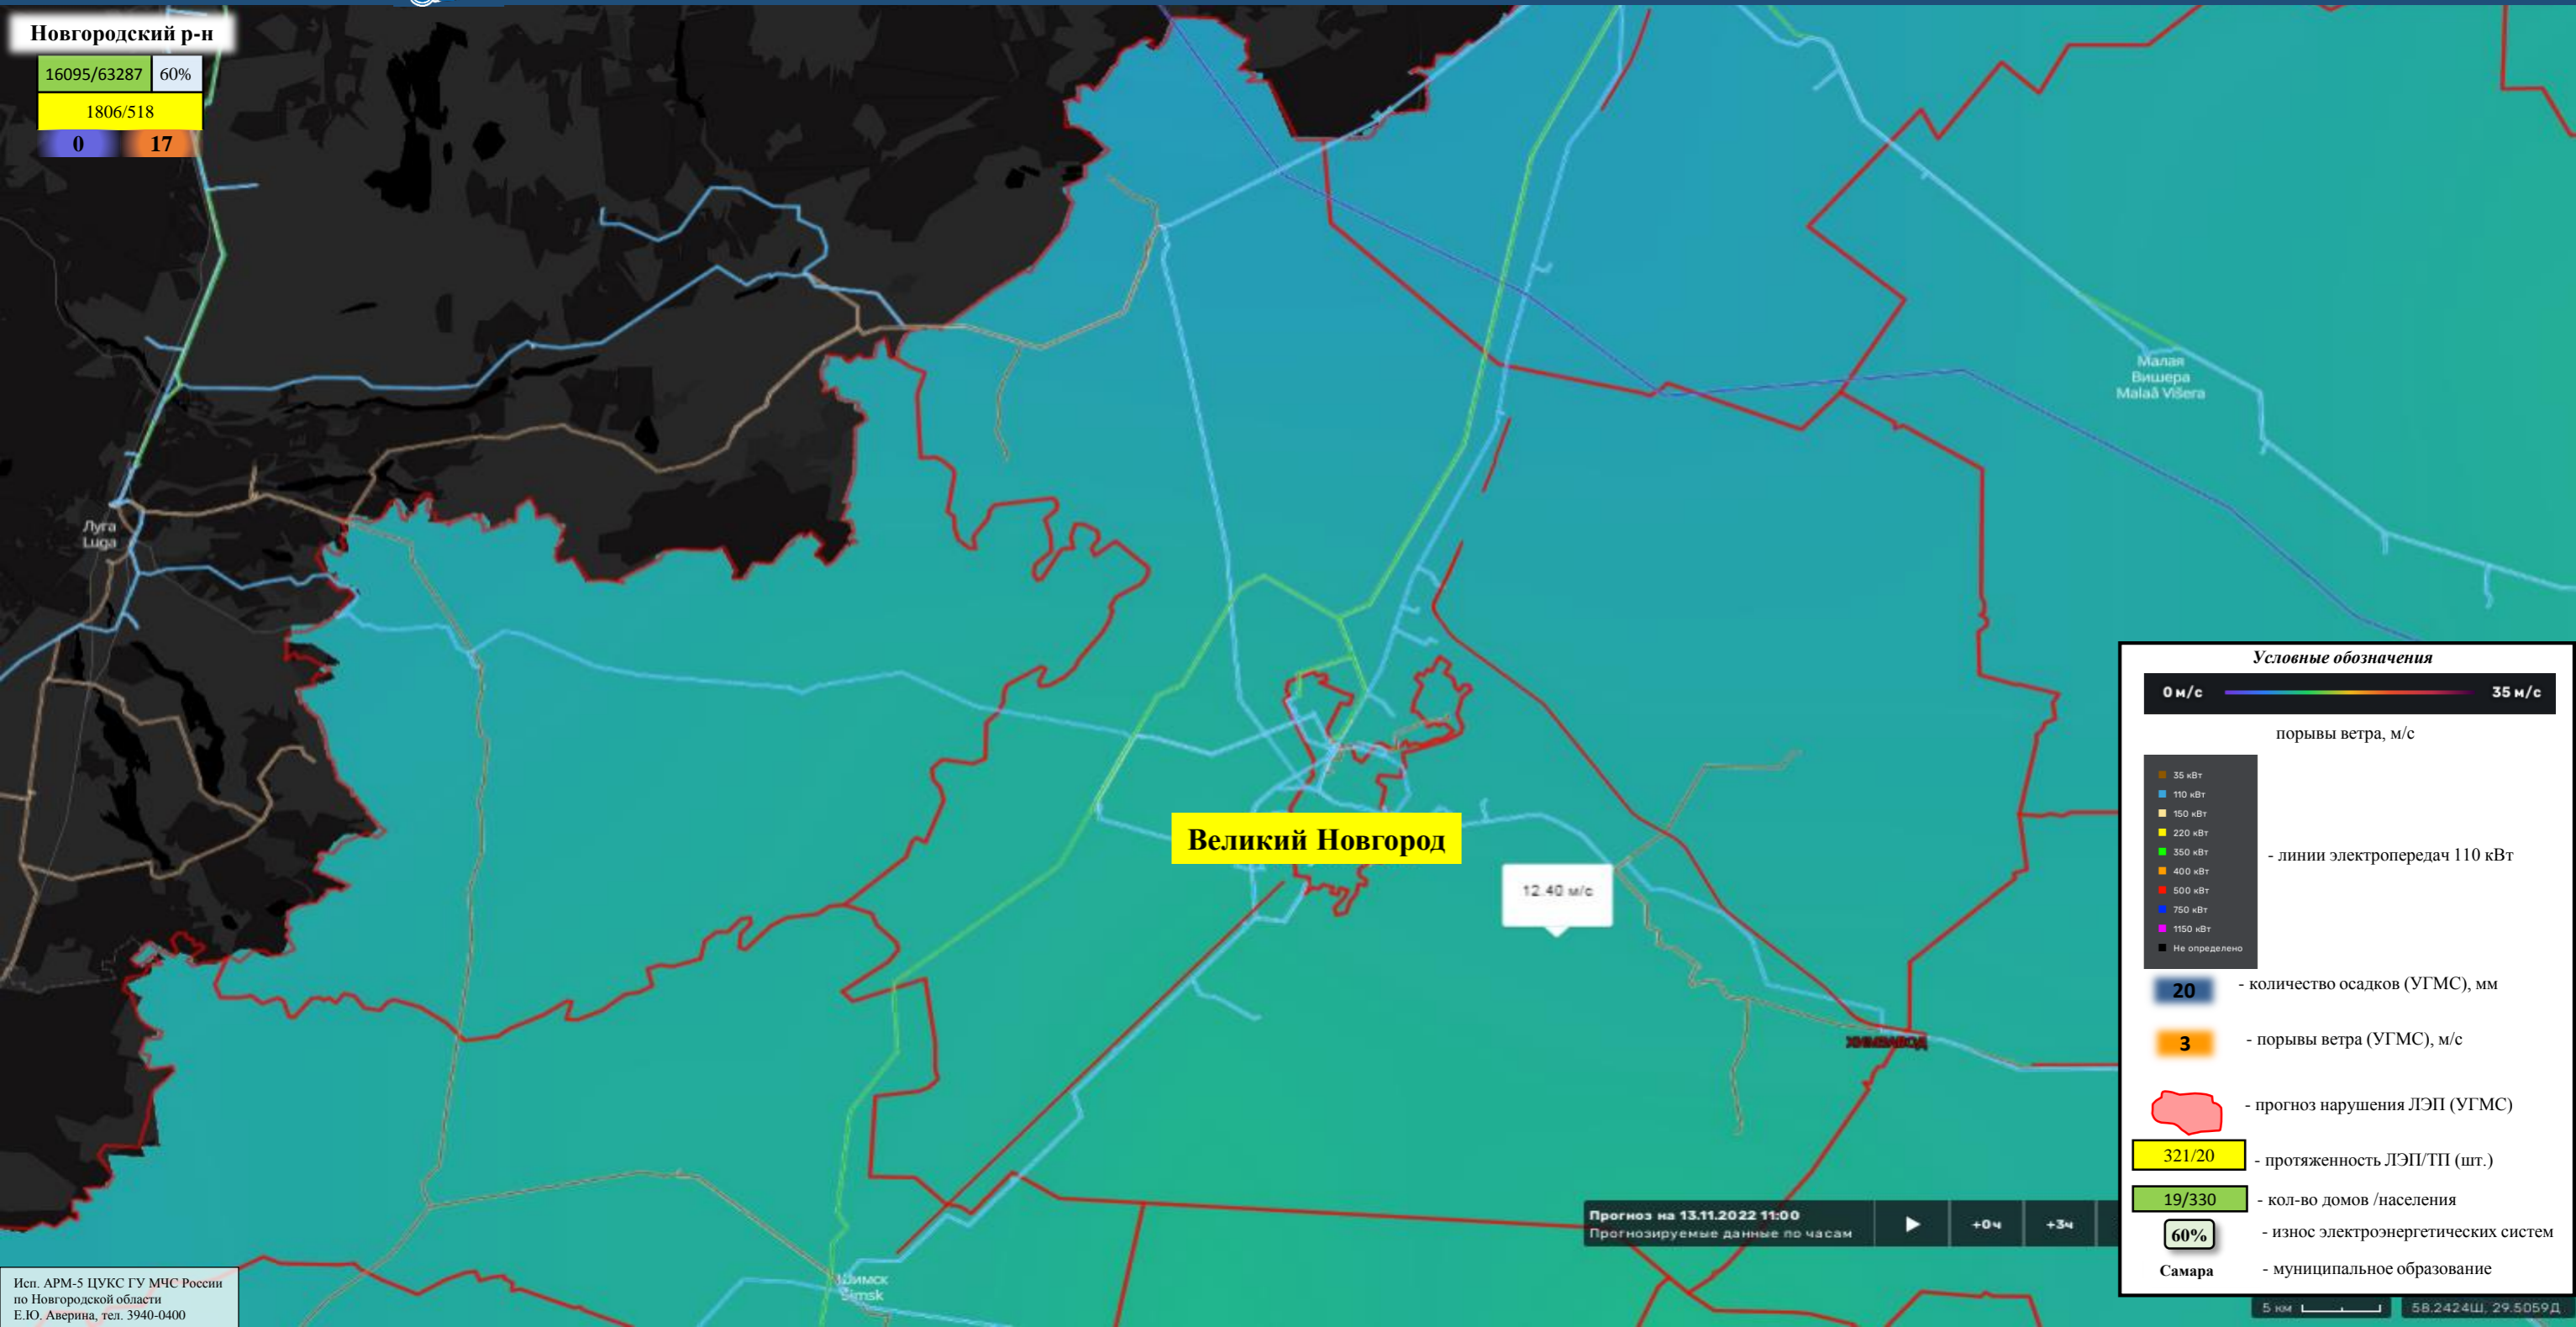 Новгородский р-н
16095/63287 60%
1806/518
0 17
Луга
Luga
Малая
Вишера
Malaâ Višera
Великий Новгород
12.40 м/с
ХИМЗАВОД
Шимск
Šimsk
Прогноз на 13.11.2022 11:00
Прогнозируемые данные по часам
+0ч +3ч
Условные обозначения
0 м/с 35 м/с
порывы ветра, м/с
35 кВт
110 кВт
150 кВт
220 кВт
350 кВт
400 кВт
500 кВт
750 кВт
1150 кВт
Не определено
- линии электропередач 110 кВт
20 - количество осадков (УГМС), мм
3 - порывы ветра (УГМС), м/с
- прогноз нарушения ЛЭП (УГМС)
321/20 - протяженность ЛЭП/ТП (шт.)
19/330 - кол-во домов /населения
60% - износ электроэнергетических систем
Самара - муниципальное образование
5 км 58.2424Ш, 29.5059Д
Исп. АРМ-5 ЦУКС ГУ МЧС России
по Новгородской области
Е.Ю. Аверина, тел. 3940-0400